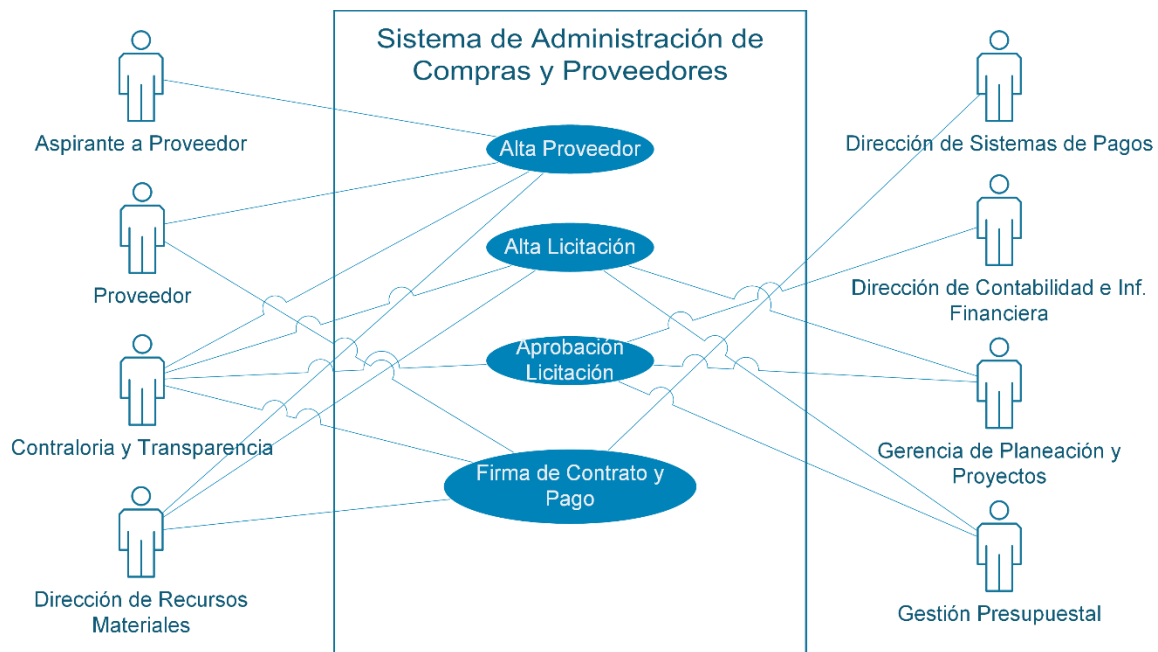 Sistema de Administración de
Compras y Proveedores
Aspirante a Proveedor
Proveedor
Contraloria y Transparencia
Dirección de Recursos
Materiales
Alta Proveedor
Alta Licitación
Aprobación
Licitación
Firma de Contrato y
Pago
Dirección de Sistemas de Pagos
Dirección de Contabilidad e Inf.
Financiera
Gerencia de Planeación y
Proyectos
Gestión Presupuestal